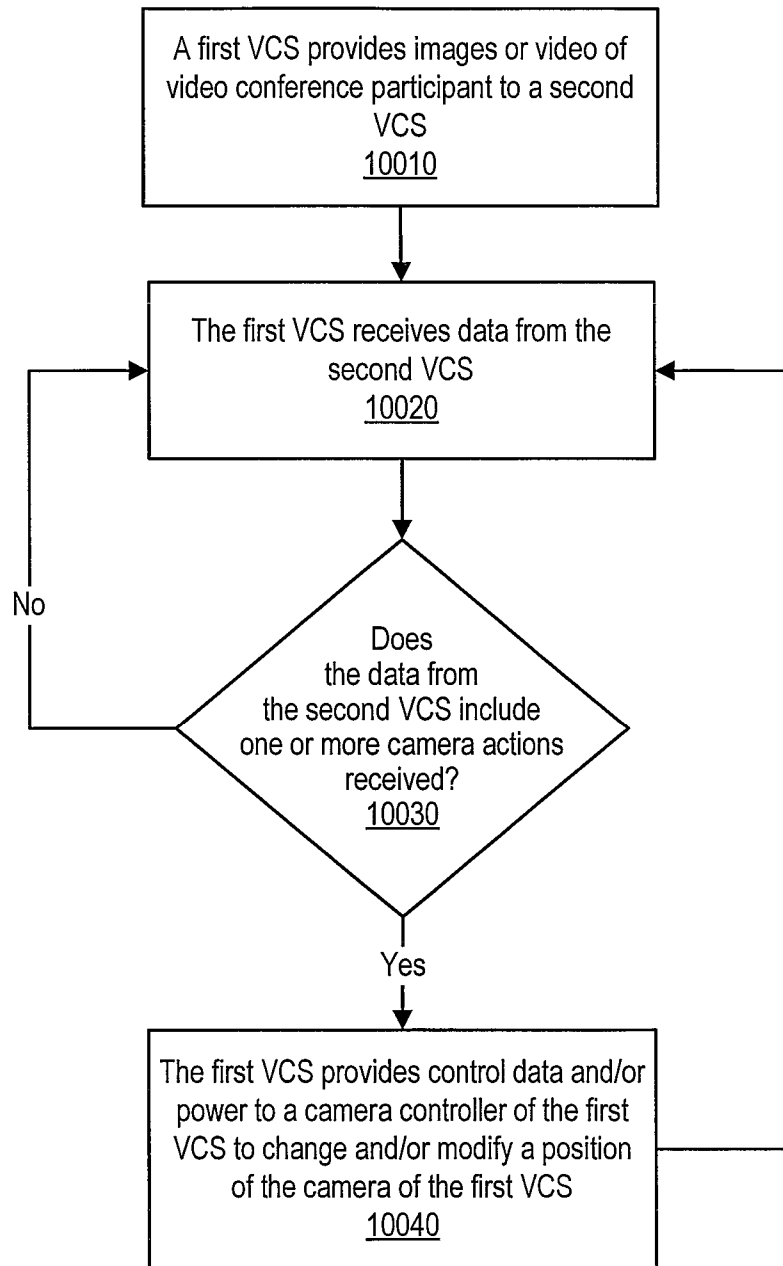 A first VCS provides images or video of
video conference participant to a second
VCS
10010
The first VCS receives data from the
second VCS
10020
No
Does
the data from
the second VCS include
one or more camera actions
received?
10030
Yes
The first VCS provides control data and/or
power to a camera controller of the first
VCS to change and/or modify a position
of the camera of the first VCS
10040